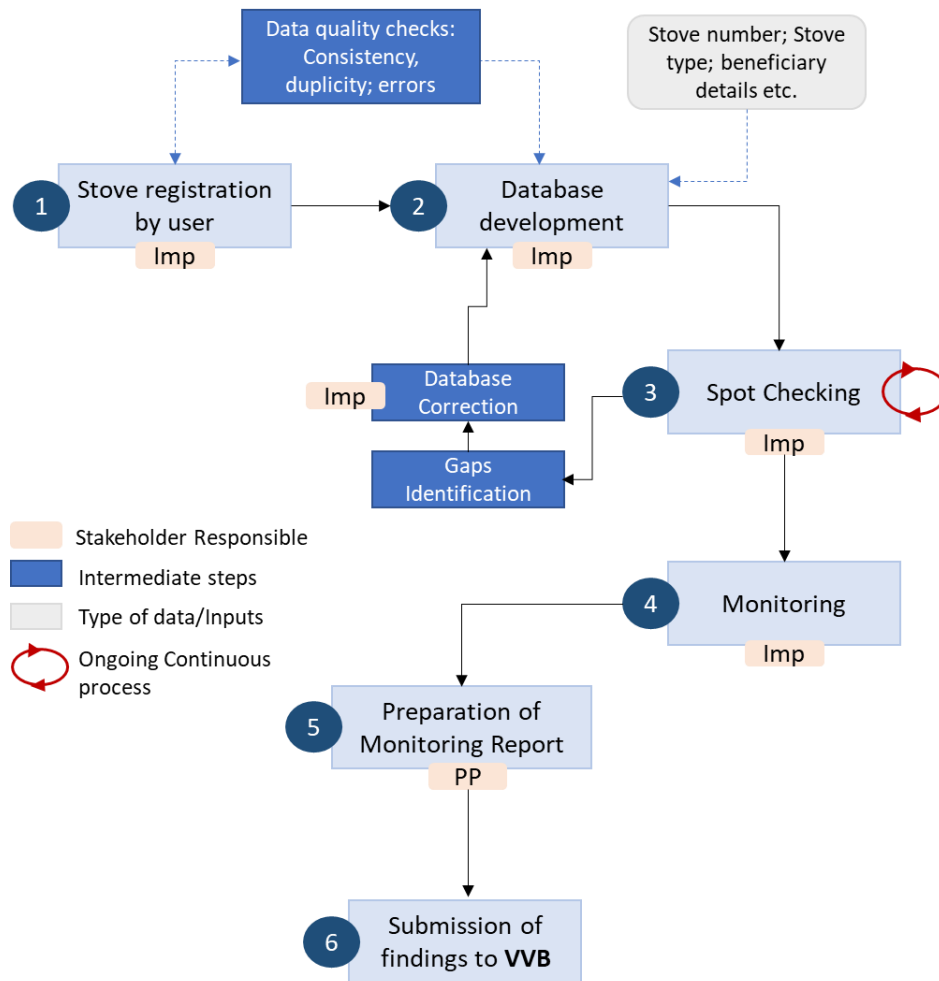 Data quality checks:
Consistency,
duplicity; errors
Stove number; Stove
type; beneficiary
details etc.
1
Stove registration
by user
Imp
2
Database
development
Imp
3
Spot Checking
Imp
Imp
Database
Correction
Gaps
Identification
Stakeholder Responsible
Intermediate steps
Type of data/Inputs
Ongoing Continuous
process
4
Monitoring
Imp
5
Preparation of
Monitoring Report
PP
6
Submission of
findings to VVB